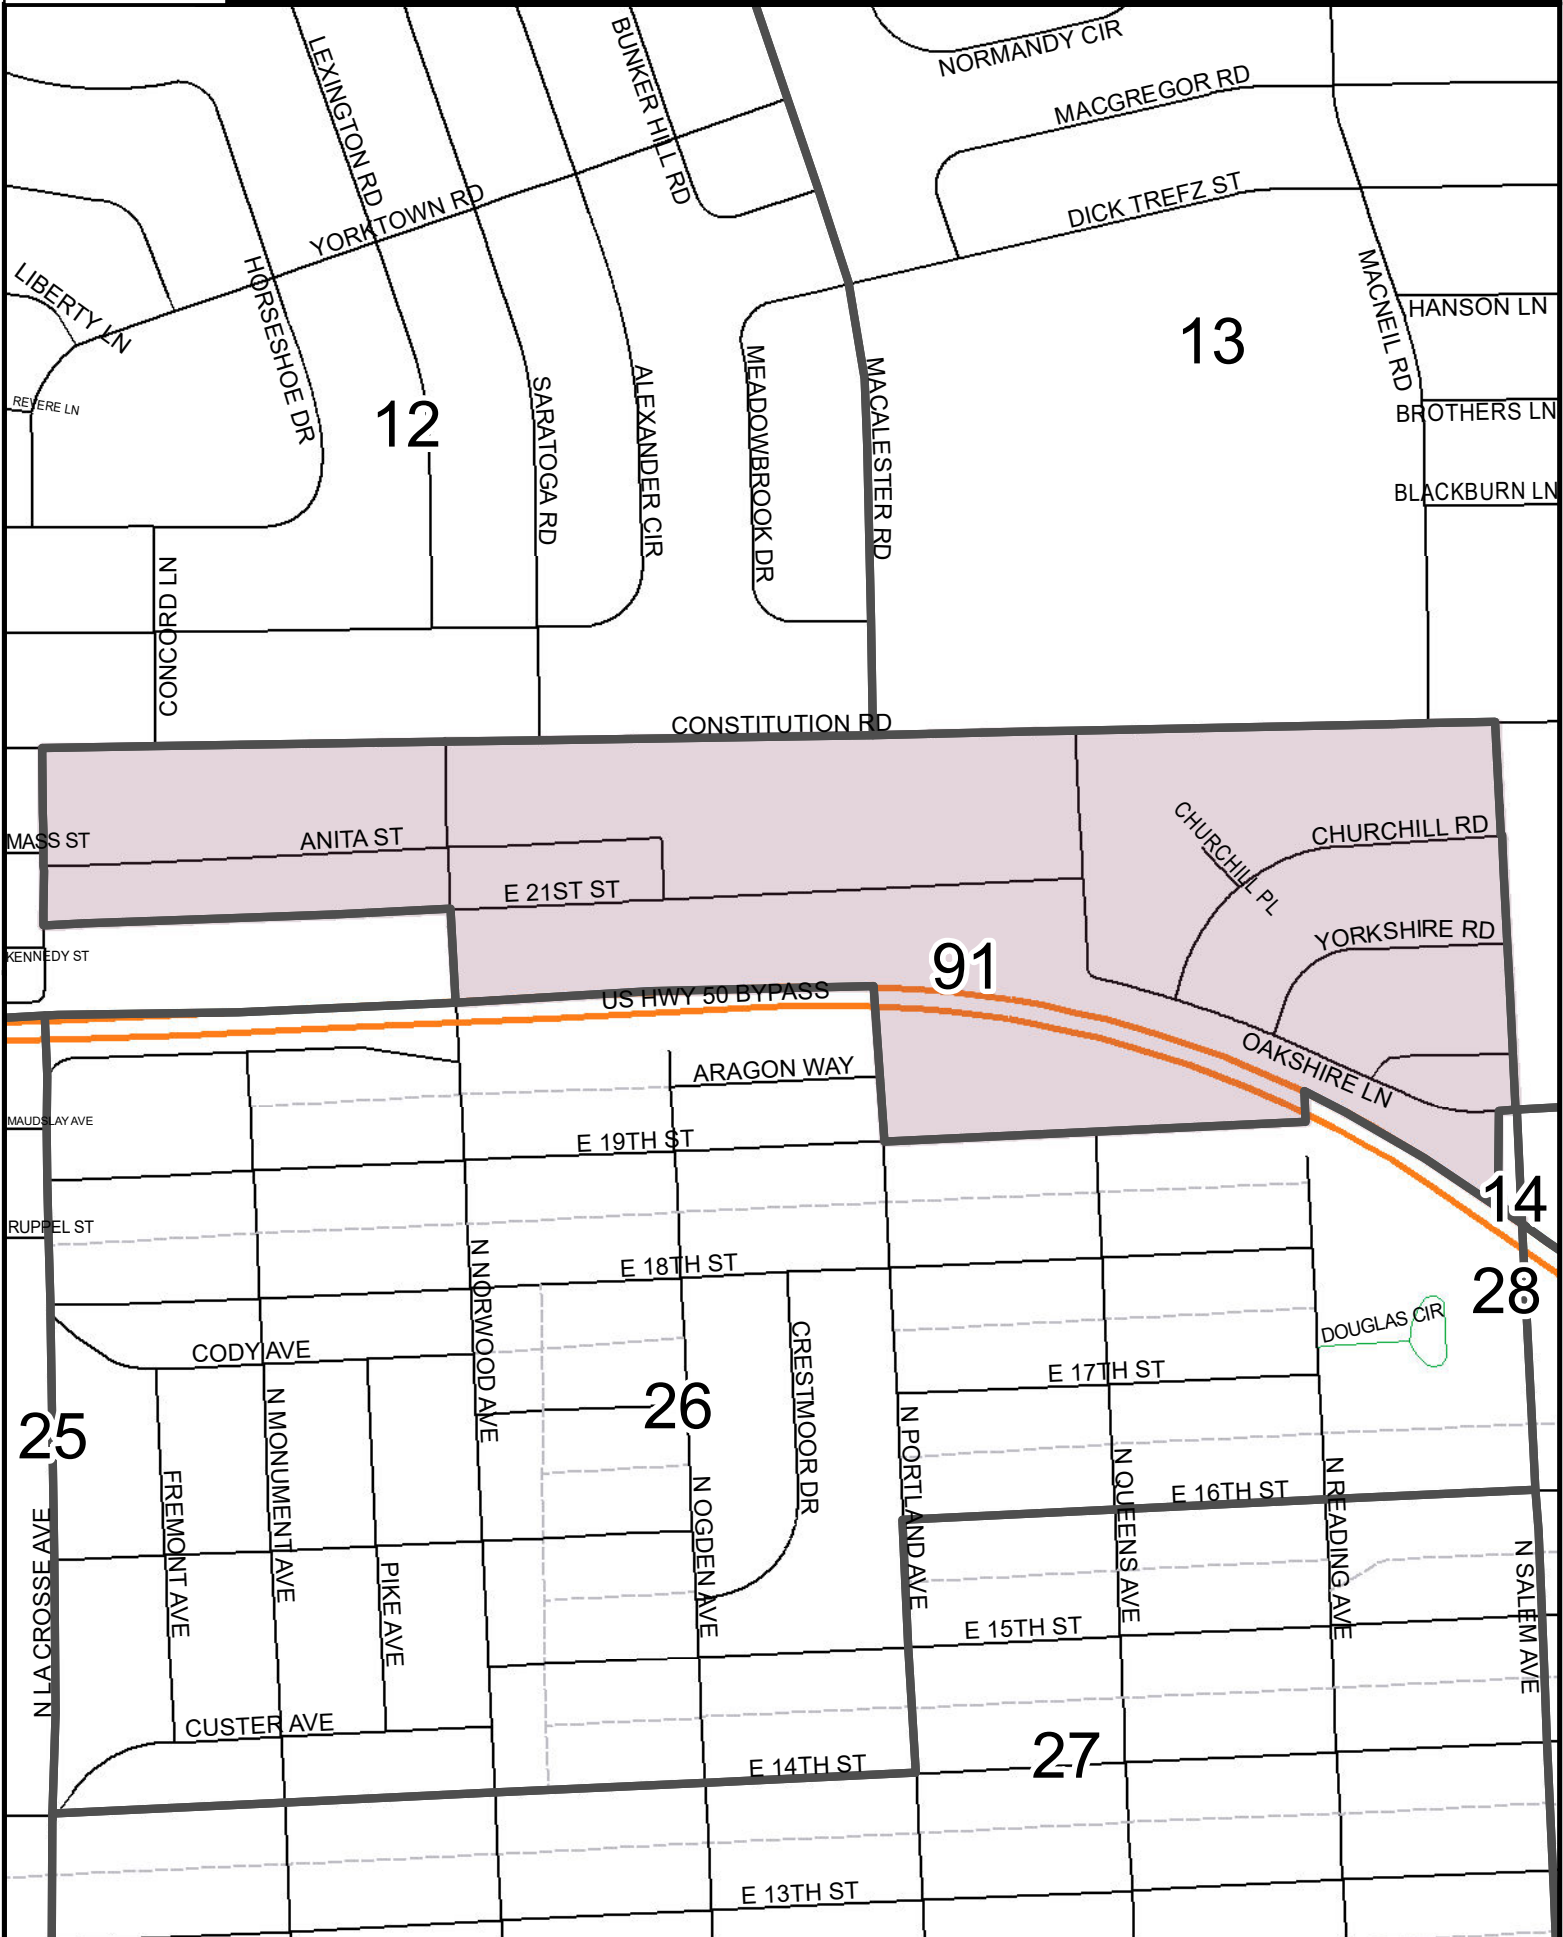 NORMANDY CIR
LEXINGTON RD
BUNKER HILL RD
MACGREGOR RD
YORKTOWN RD
DICK TREFZ ST
LIBERTY LN
HORSESHOE DR
MACNEIL RD
HANSON LN
13
REVERE LN
12
SARATOGA RD
ALEXANDER CIR
MEADOWBROOK DR
MACALESTER RD
BROTHERS LN
BLACKBURN LN
CONCORD LN
CONSTITUTION RD
MASS ST
ANITA ST
CHURCHILL PL
CHURCHILL RD
E 21ST ST
YORKSHIRE RD
KENNEDY ST
91
US HWY 50 BYPASS
OAKSHIRE LN
ARAGON WAY
MAUDSLAY AVE
E 19TH ST
14
RUPPEL ST
E 18TH ST
28
N NORWOOD AVE
DOUGLAS CIR
CODY AVE
CRESTMOOR DR
E 17TH ST
25
26
N MONUMENT AVE
N PORTLAND AVE
FREMONT AVE
N OGDEN AVE
N QUEENS AVE
E 16TH ST
N READING AVE
N LA CROSSE AVE
PIKE AVE
N SALEM AVE
E 15TH ST
CUSTER AVE
27
E 14TH ST
E 13TH ST